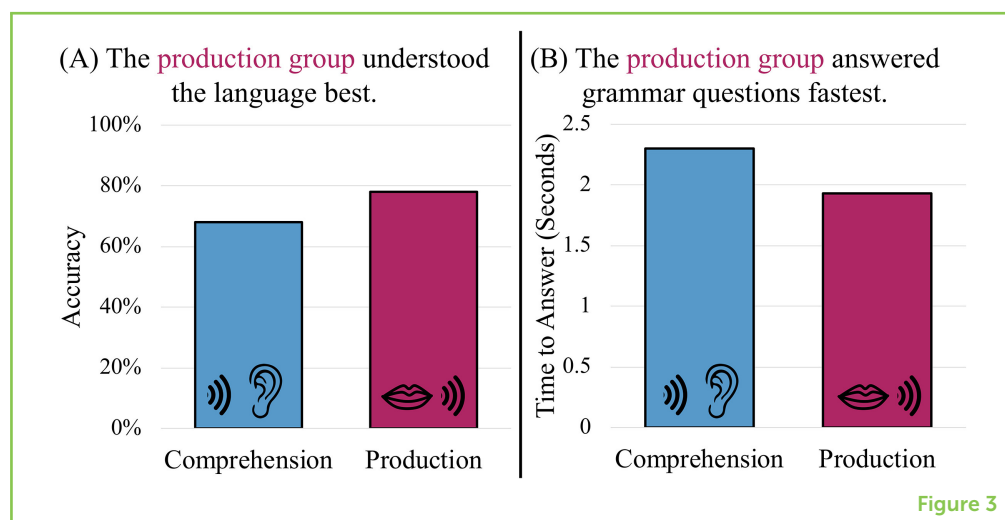 (A) The production group understood
the language best.
100%
80%
60%
40%
20%
0%
Accuracy
Comprehension
Production
(B) The production group answered
grammar questions fastest.
2.5
2
1.5
1
0.5
0
Time to Answer (Seconds)
Comprehension
Production
Figure 3